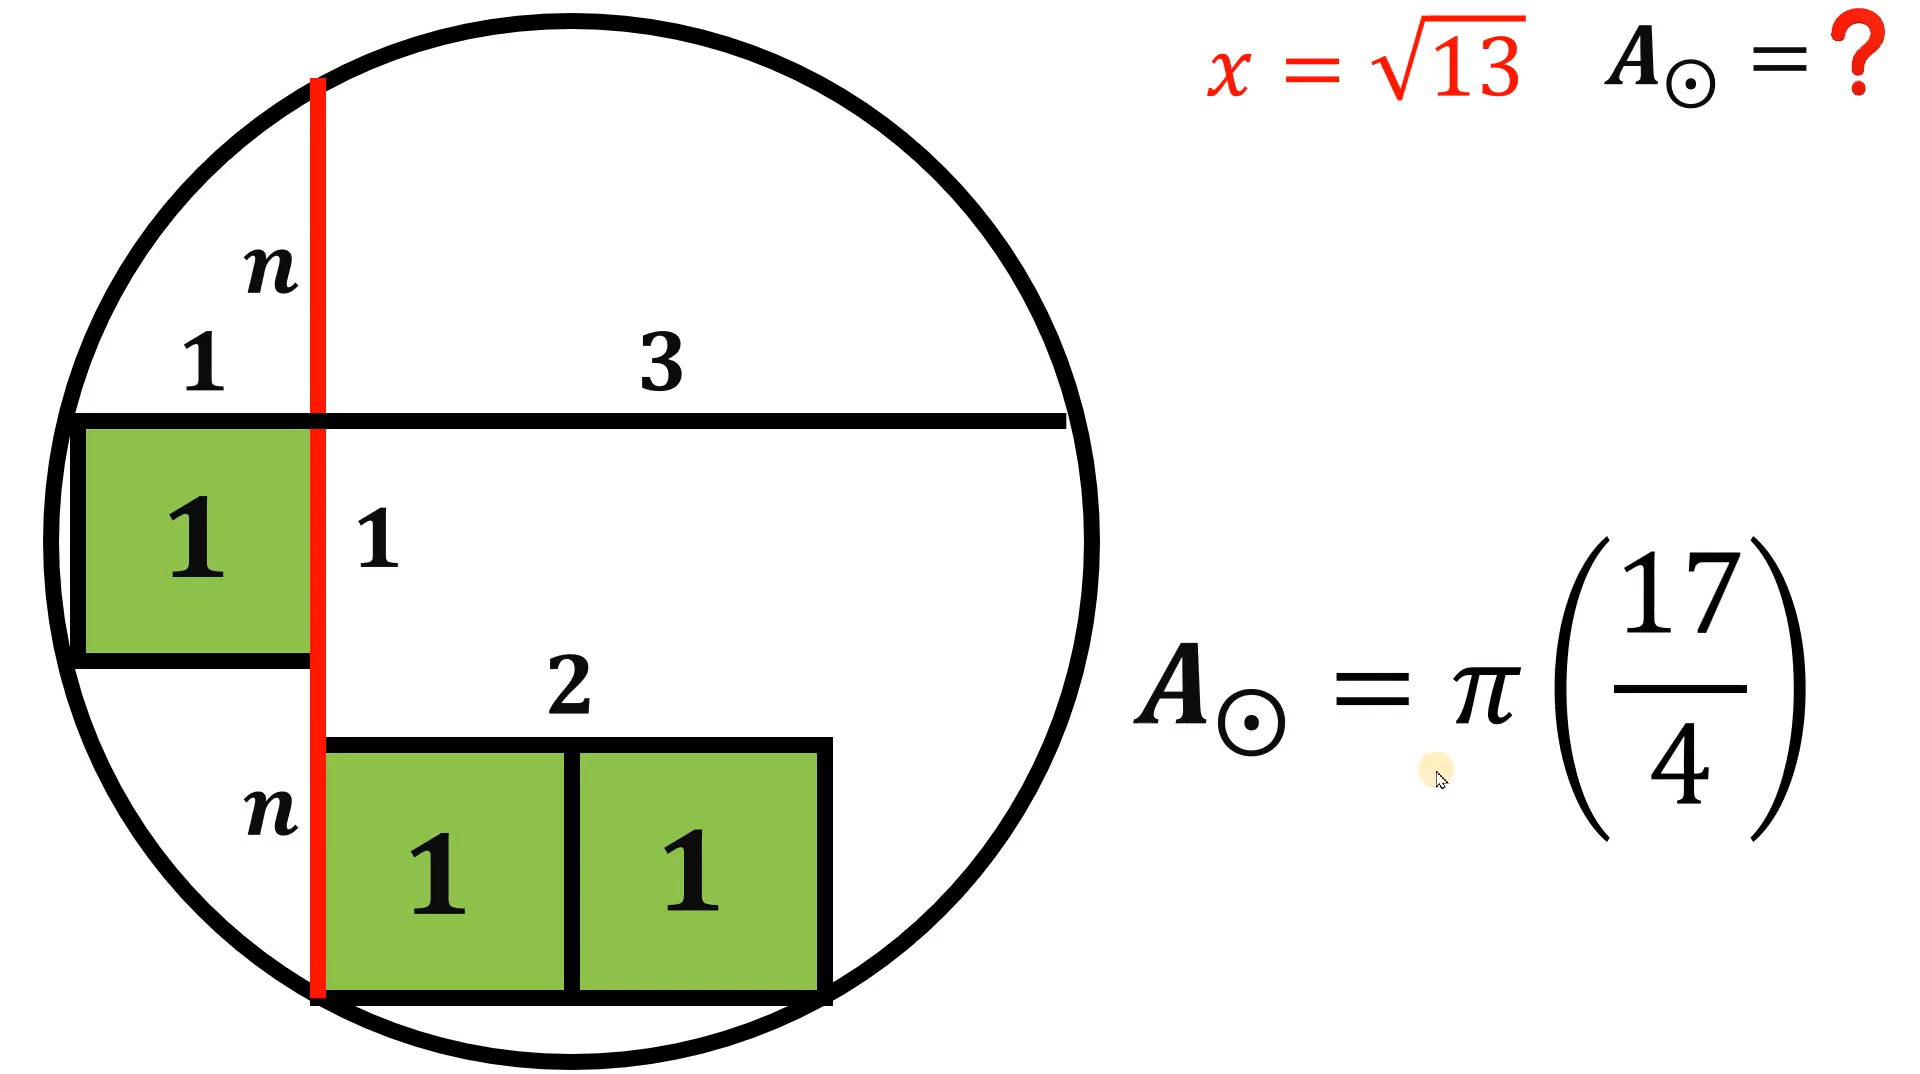 x = √13 A⊙ = ?
n
1 3
1 1
2
n
1 1
A⊙ = π(17/4)